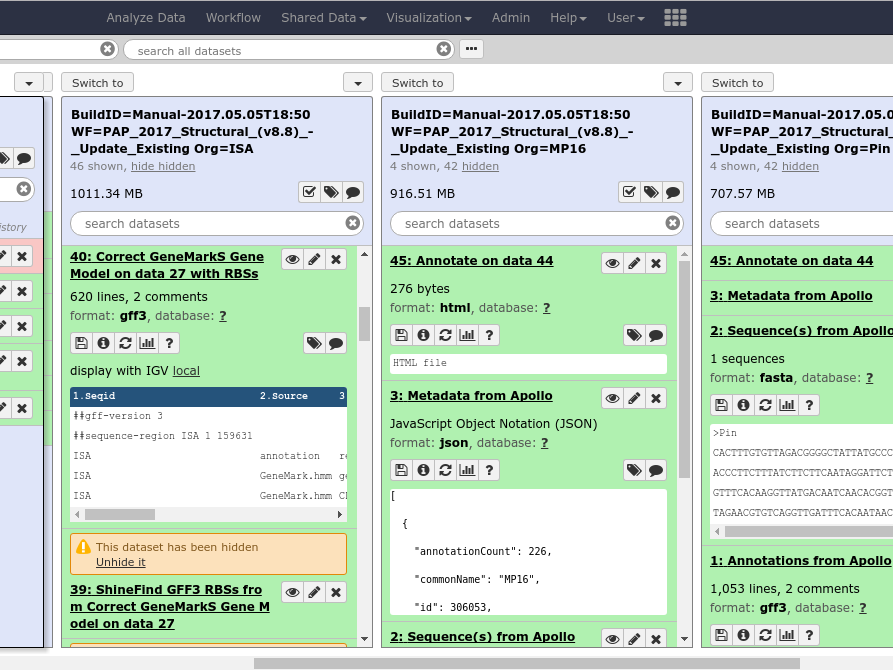 Analyze Data Workflow Shared Data Visualization Admin Help User
search all datasets
Switch to
BuildID=Manual-2017.05.05T18:50
WF=PAP_2017_Structural_(v8.8)_-
_Update_Existing Org=ISA
46 shown, hide hidden
1011.34 MB
search datasets
40: Correct GeneMarkS Gene
Model on data 27 with RBSs
620 lines, 2 comments
format: gff3, database: ?
display with IGV local
1.Seqid 2.Source 3
##gff-version 3
##sequence-region ISA 1 159631
ISA annotation re
ISA GeneMark.hmm ge
ISA GeneMark.hmm CD
This dataset has been hidden
Unhide it
39: ShineFind GFF3 RBSs fro
m Correct GeneMarkS Gene M
odel on data 27
Switch to
BuildID=Manual-2017.05.05T18:50
WF=PAP_2017_Structural_(v8.8)_-
_Update_Existing Org=MP16
4 shown, 42 hidden
916.51 MB
search datasets
45: Annotate on data 44
276 bytes
format: html, database: ?
HTML file
3: Metadata from Apollo
JavaScript Object Notation (JSON)
format: json, database: ?
[
{
"annotationCount": 226,
"commonName": "MP16",
"id": 306053,
2: Sequence(s) from Apollo
Switch to
BuildID=Manual-2017.05.0
WF=PAP_2017_Structural_
_Update_Existing Org=Pin
4 shown, 42 hidden
707.57 MB
search datasets
45: Annotate on data 44
3: Metadata from Apollo
2: Sequence(s) from Apollo
1 sequences
format: fasta, database: ?
>Pin
CACTTTGTGTTAGACGGGGCTATTATGCCC
ACCCTTCTTTATCTTCTTCAATAGGATTCT
GTTTCACAAGGTTATGACAATCAACACGGT
TAGAACGTGTCAGGTTGATTTCACAATAAC
1: Annotations from Apollo
1,053 lines, 2 comments
format: gff3, database: ?
istory